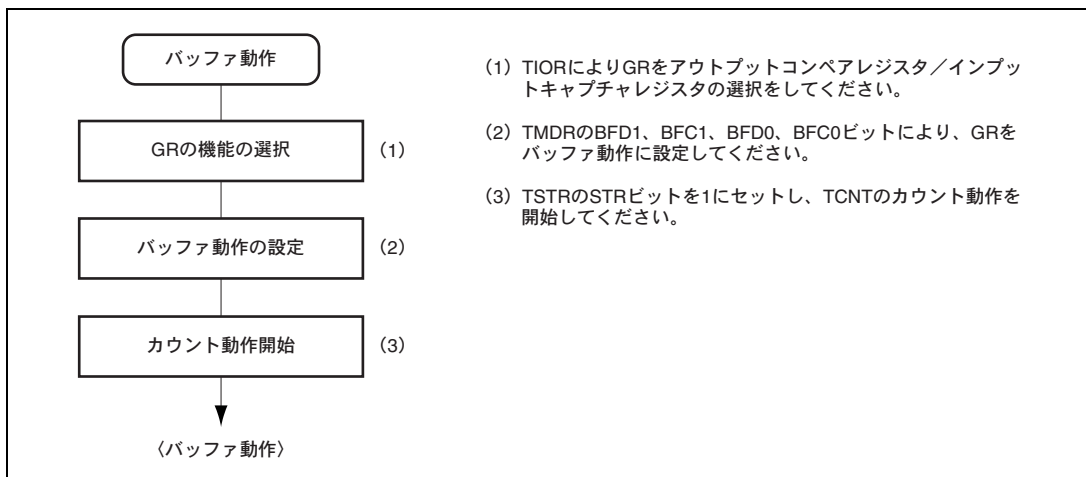 バッファ動作
GRの機能の選択
(1)
バッファ動作の設定
(2)
カウント動作開始
(3)
〈バッファ動作〉
(1) TIORによりGRをアウトプットコンペアレジスタ／インプッ
トキャプチャレジスタの選択をしてください。
(2) TMDRのBFD1、BFC1、BFD0、BFC0ビットにより、GRを
バッファ動作に設定してください。
(3) TSTRのSTRビットを1にセットし、TCNTのカウント動作を
開始してください。